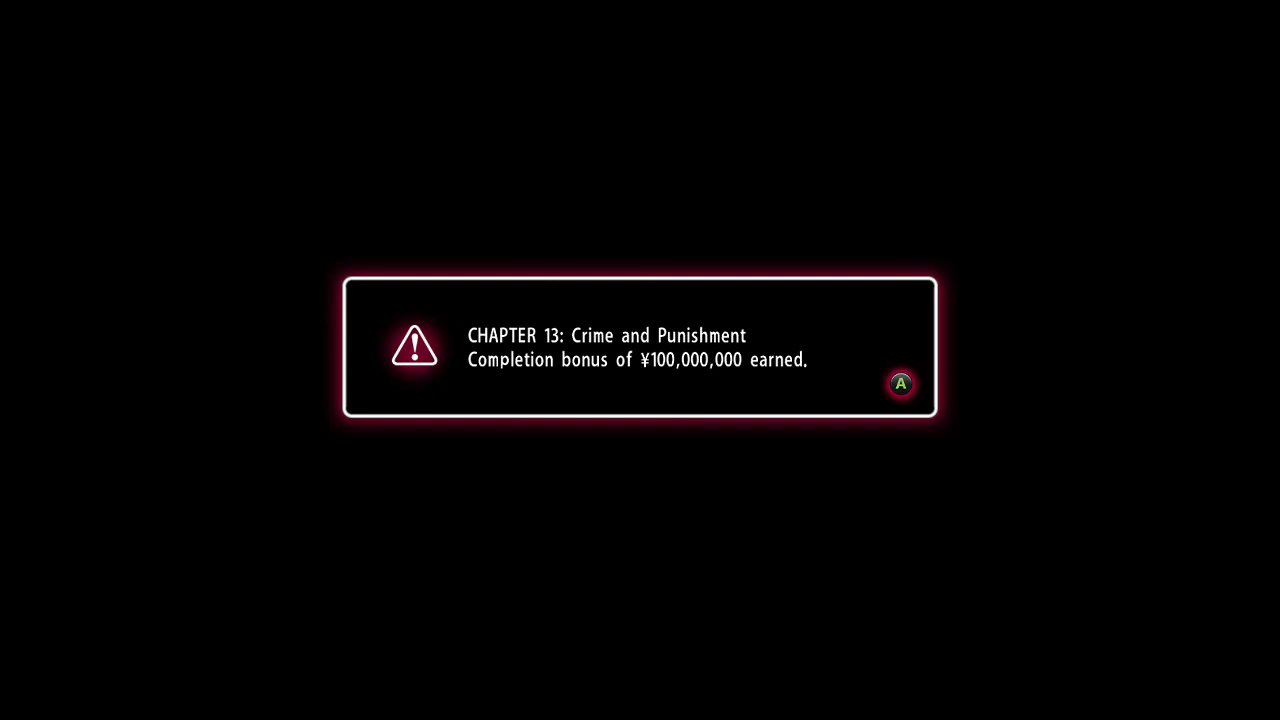 CHAPTER 13: Crime and Punishment
Completion bonus of ¥100,000,000 earned.
A